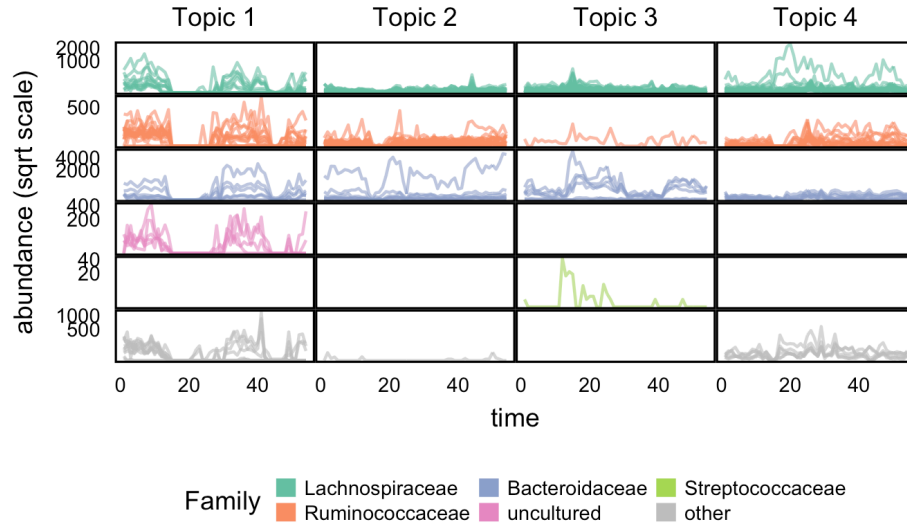 Topic 1 Topic 2 Topic 3 Topic 4
abundance (sqrt scale)
2000
1000
500
4000
2000
400
200
40
20
1000
500
0 20 40 0 20 40 0 20 40 0 20 40
time
Family
Lachnospiraceae Bacteroidaceae Streptococcaceae
Ruminococcaceae uncultured other